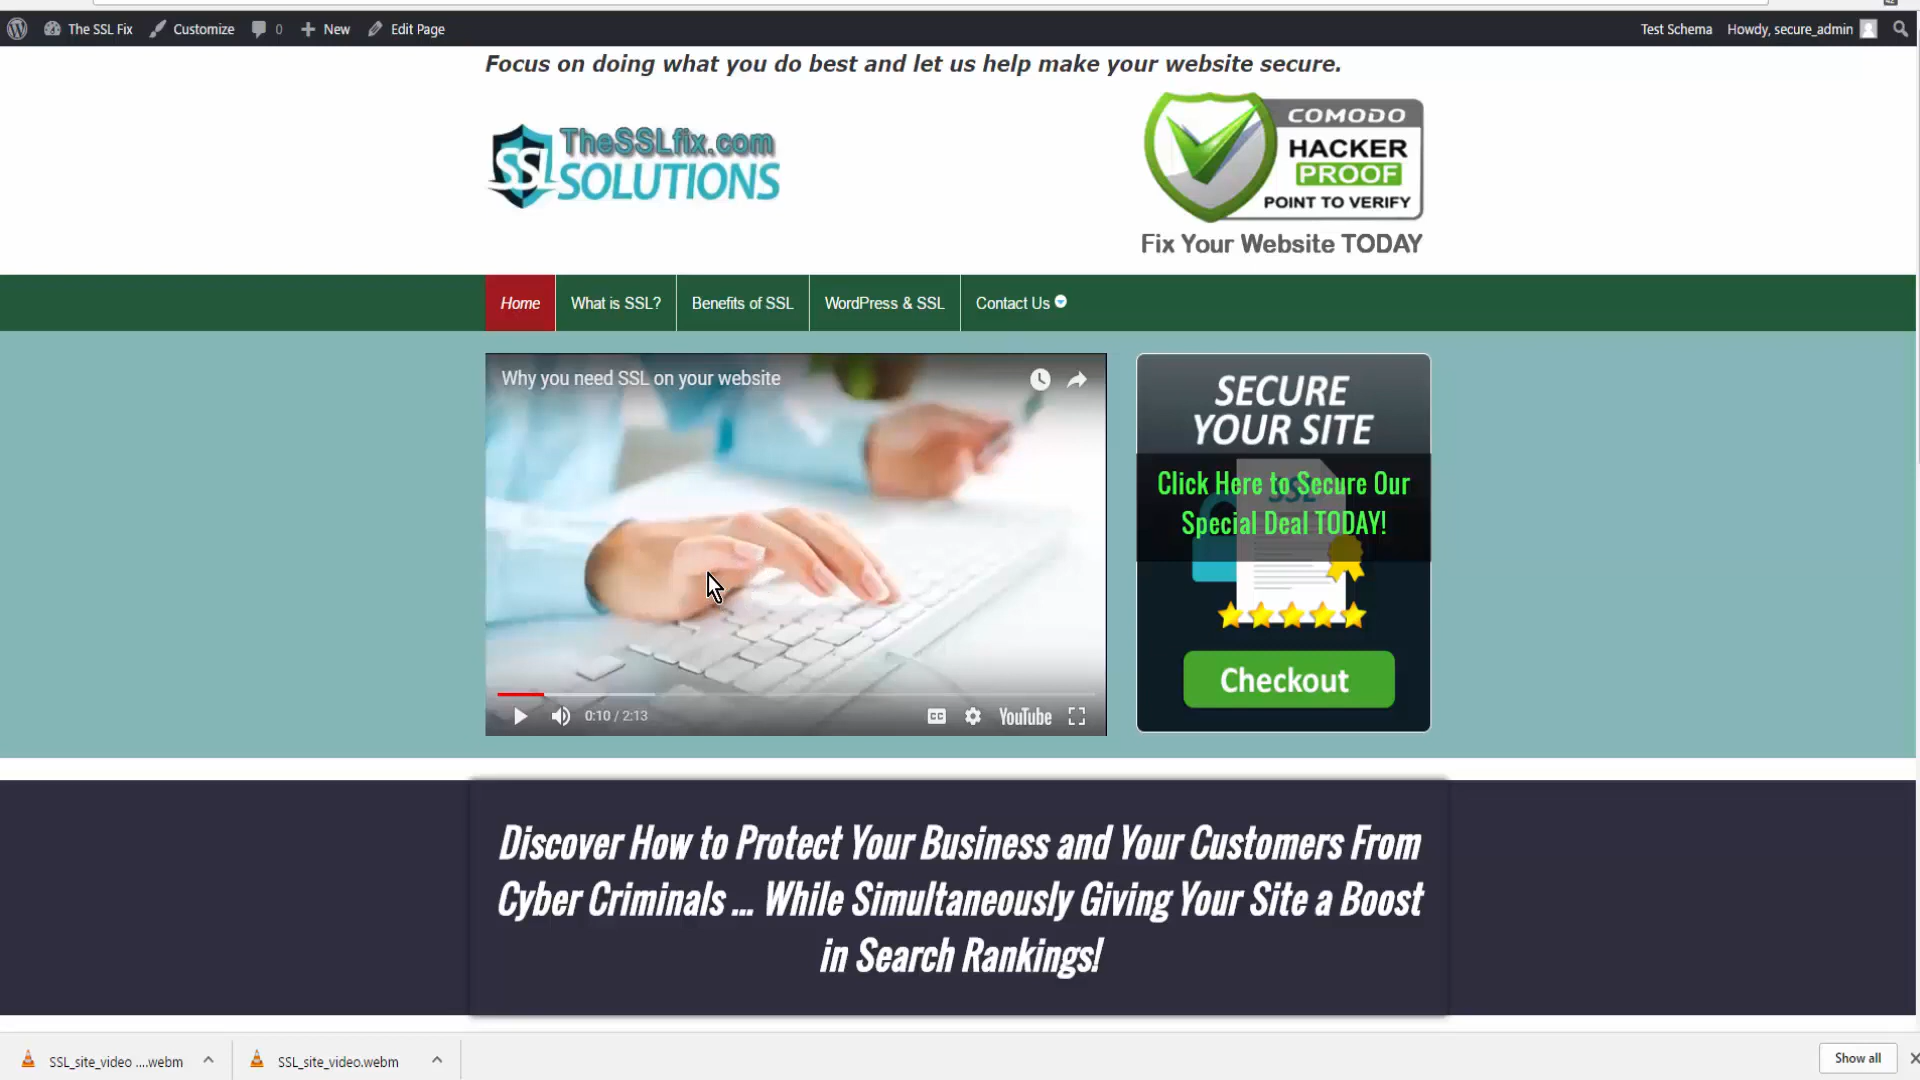 The SSL Fix
Customize
0
New
Edit Page
Test Schema
Howdy, secure_admin
Focus on doing what you do best and let us help make your website secure.
SSL
TheSSLfix.com
SOLUTIONS
COMODO
HACKER
PROOF
POINT TO VERIFY
Fix Your Website TODAY
Home
What is SSL?
Benefits of SSL
WordPress & SSL
Contact Us
Why you need SSL on your website
0:10 / 2:13
CC
YouTube
SECURE
YOUR SITE
SSL
Click Here to Secure Our
Special Deal TODAY!
Checkout
Discover How to Protect Your Business and Your Customers From
Cyber Criminals ... While Simultaneously Giving Your Site a Boost
in Search Rankings!
SSL_site_video ....webm
SSL_site_video.webm
Show all